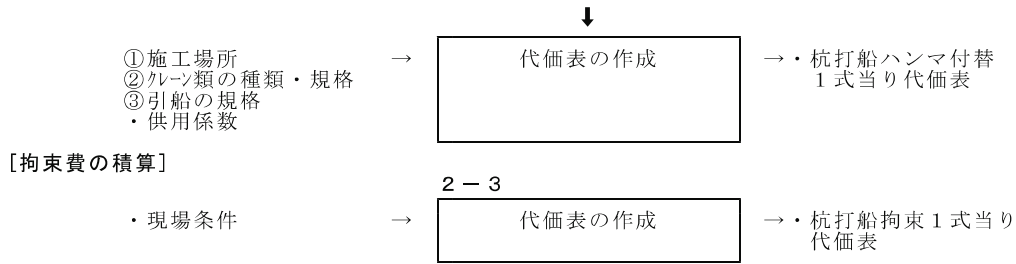 ⬇
①施工場所 → 代価表の作成 →・杭打船ハンマ付替
②ｸﾚｰﾝ類の種類・規格 １式当り代価表
③引船の規格
・供用係数
[拘束費の積算]
２－３
・現場条件 → 代価表の作成 →・杭打船拘束１式当り
代価表